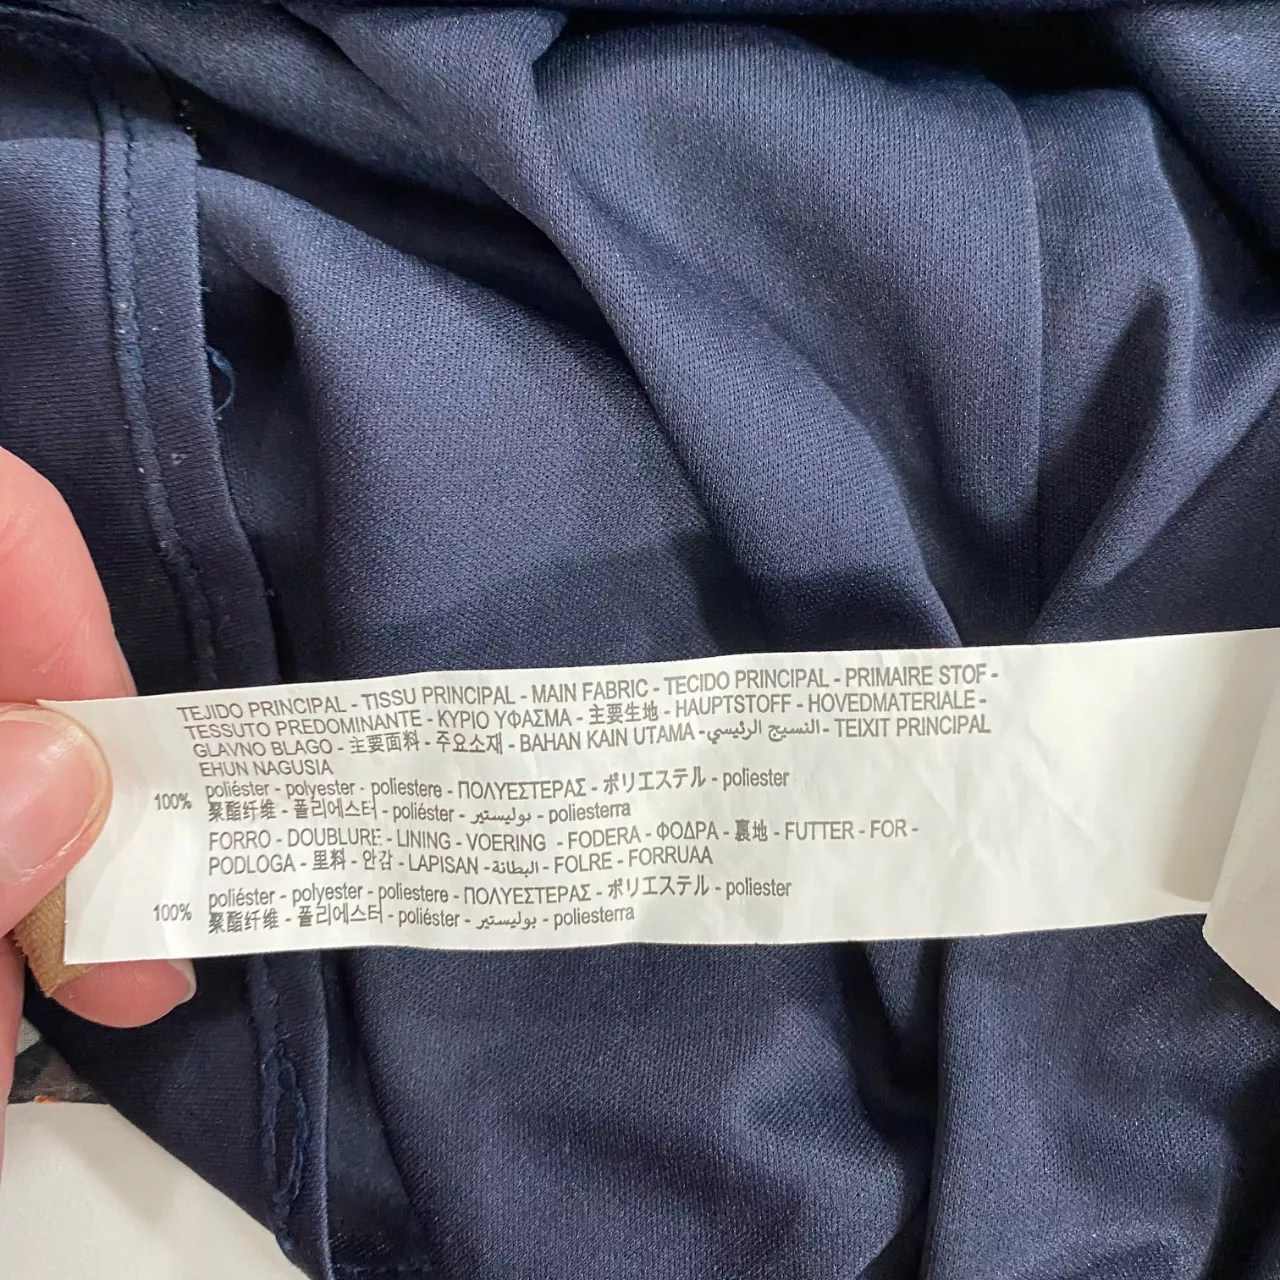 TEJIDO PRINCIPAL - TISSU PRINCIPAL - MAIN FABRIC - TECIDO PRINCIPAL - PRIMAIRE STOF -
TESSUTO PREDOMINANTE - ΚΥΡΙΟ ΥΦΑΣΜΑ - 主要生地 - HAUPTSTOFF - HOVEDMATERIALE -
GLAVNO BLAGO - 主要面料 - 주요소재 - BAHAN KAIN UTAMA - النسيج الرئيسي - TEIXIT PRINCIPAL
EHUN NAGUSIA
100% poliéster - polyester - poliestere - ΠΟΛΥΕΣΤΕΡΑΣ - ポリエステル - poliester
聚酯纤维 - 폴리에스터 - poliéster - بوليستير - poliesterra
FORRO - DOUBLURE - LINING - VOERING - FODERA - ΦΟΔΡΑ - 裏地 - FUTTER - FOR -
PODLOGA - 里料 - 안감 - LAPISAN - البطانة - FOLRE - FORRUAA
100% poliéster - polyester - poliestere - ΠΟΛΥΕΣΤΕΡΑΣ - ポリエステル - poliester
聚酯纤维 - 폴리에스터 - poliéster - بوليستير - poliesterra